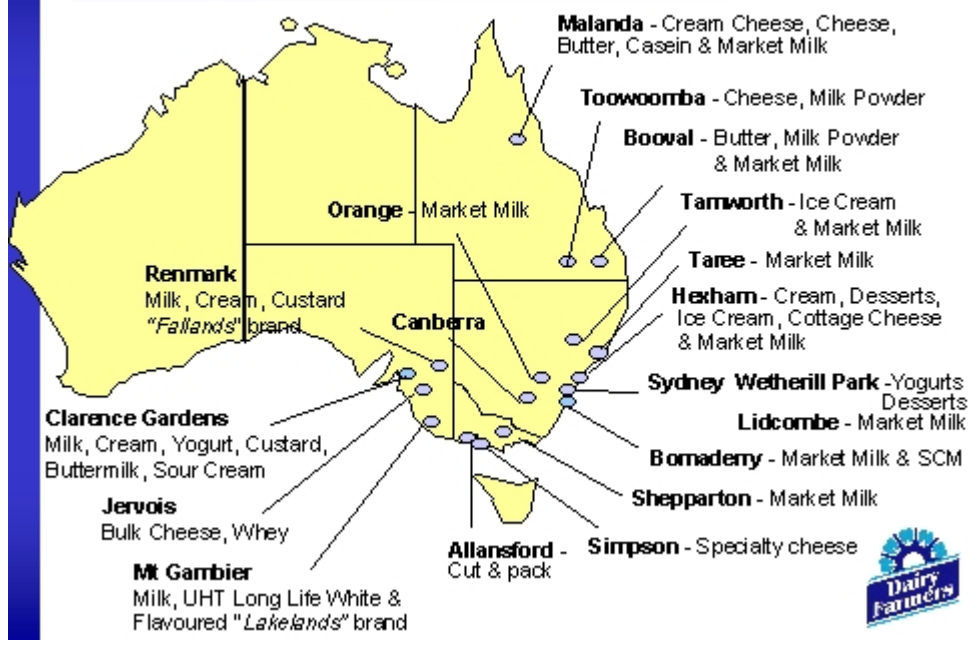 Malanda - Cream Cheese, Cheese,
Butter, Casein & Market Milk
Toowoomba - Cheese, Milk Powder
Booval - Butter, Milk Powder
& Market Milk
Tamworth - Ice Cream
& Market Milk
Orange - Market Milk
Taree - Market Milk
Renmark
Milk, Cream, Custard
"Fallands" brand
Canberra
Hexham - Cream, Desserts,
Ice Cream, Cottage Cheese
& Market Milk
Sydney Wetherill Park -Yogurts
Desserts
Lidcombe - Market Milk
Clarence Gardens
Milk, Cream, Yogurt, Custard,
Buttermilk, Sour Cream
Bomaderry - Market Milk & SCM
Jervois
Bulk Cheese, Whey
Shepparton - Market Milk
Allansford -
Cut & pack
Simpson - Specialty cheese
Mt Gambier
Milk, UHT Long Life White &
Flavoured "Lakelands" brand
Dairy
Farmers